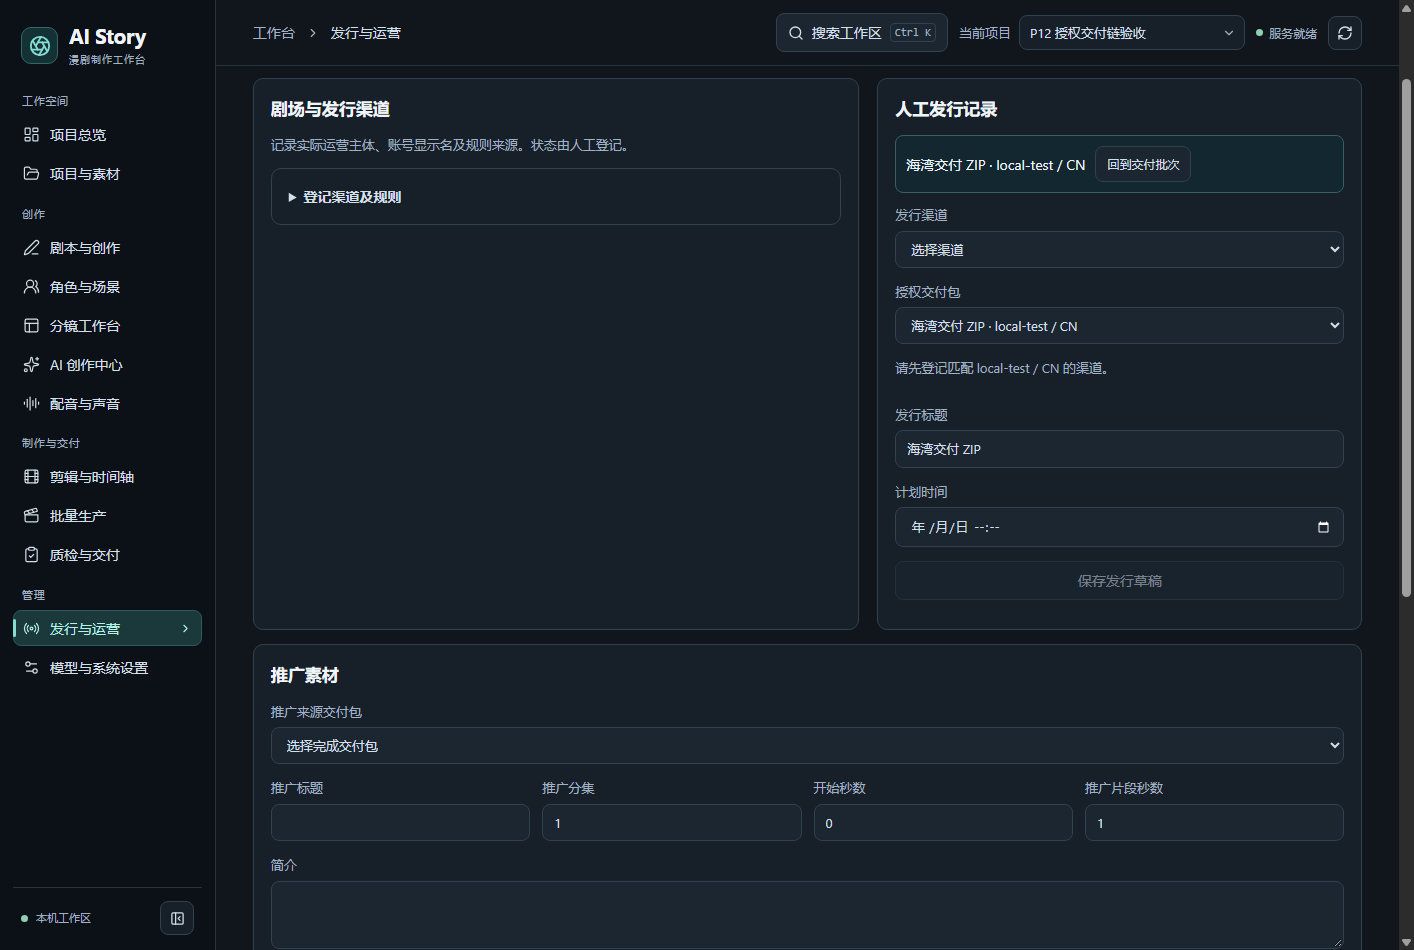 AI Story
漫剧制作工作台
工作空间
项目总览
项目与素材
创作
剧本与创作
角色与场景
分镜工作台
AI 创作中心
配音与声音
制作与交付
剪辑与时间轴
批量生产
质检与交付
管理
发行与运营
模型与系统设置
本机工作区
工作台 > 发行与运营
搜索工作区 Ctrl K
当前项目
P12 授权交付链验收
服务就绪
剧场与发行渠道
记录实际运营主体、账号显示名及规则来源。状态由人工登记。
登记渠道及规则
人工发行记录
海湾交付 ZIP · local-test / CN
回到交付批次
发行渠道
选择渠道
授权交付包
海湾交付 ZIP · local-test / CN
请先登记匹配 local-test / CN 的渠道。
发行标题
海湾交付 ZIP
计划时间
年 /月/日 --:--
保存发行草稿
推广素材
推广来源交付包
选择完成交付包
推广标题
推广分集
开始秒数
推广片段秒数
1
0
1
简介